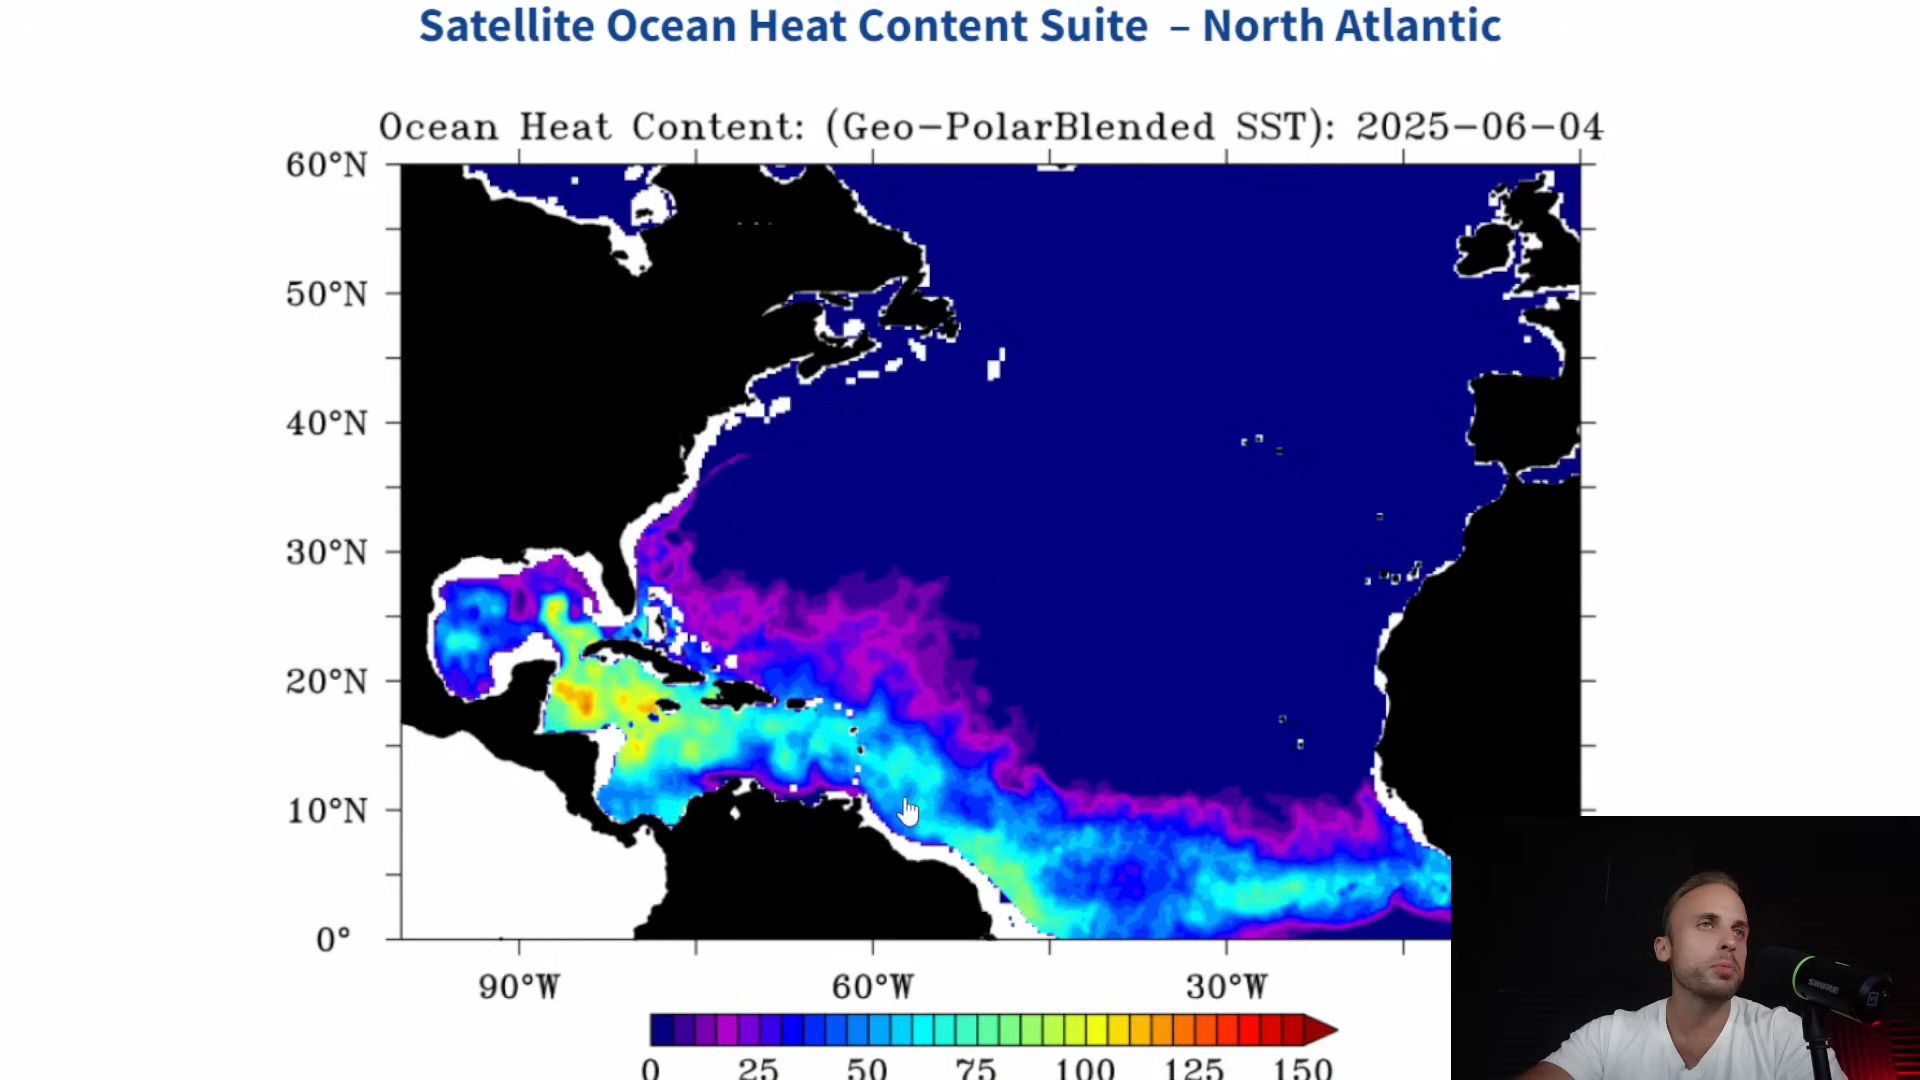 Satellite Ocean Heat Content Suite – North Atlantic
Ocean Heat Content: (Geo-PolarBlended SST): 2025-06-04
60°N
50°N
40°N
30°N
20°N
10°N
0°
90°W 60°W 30°W
0 25 50 75 100 125 150
SHURE